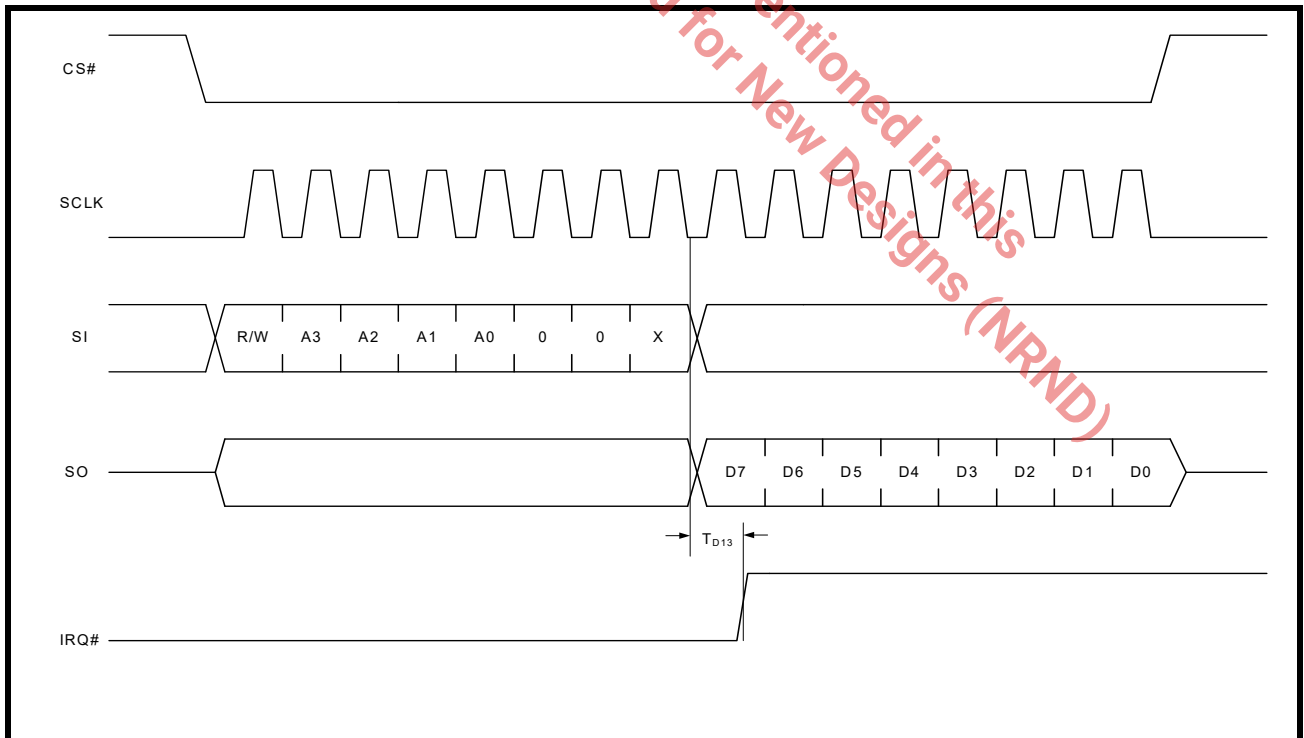 entioned in this
d for New Designs (NRND)
CS#
SCLK
SI
R/W A3 A2 A1 A0 0 0 X
SO
D7 D6 D5 D4 D3 D2 D1 D0
TD13
IRQ#